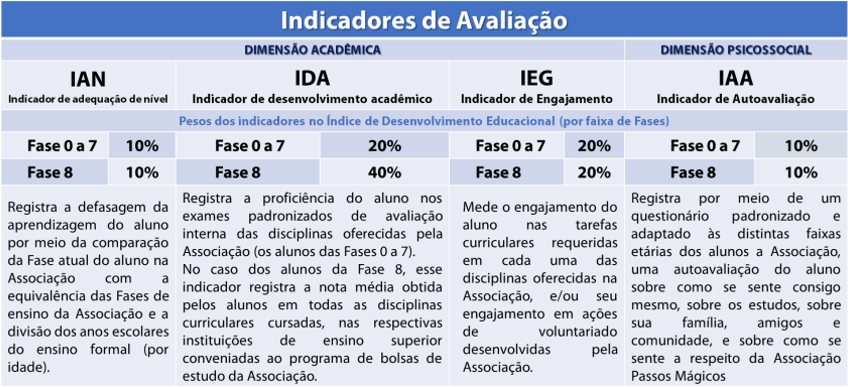 Indicadores de Avaliação
DIMENSÃO ACADÊMICA
DIMENSÃO PSICOSSOCIAL
IAN
Indicador de adequação de nível
IDA
Indicador de desenvolvimento acadêmico
IEG
Indicador de Engajamento
IAA
Indicador de Autoavaliação
Pesos dos indicadores no Índice de Desenvolvimento Educacional (por faixa de Fases)
Fase 0 a 7 10% Fase 0 a 7 20% Fase 0 a 7 20% Fase 0 a 7 10%
Fase 8 10% Fase 8 40% Fase 8 20% Fase 8 10%
Registra a defasagem da
aprendizagem do aluno
por meio da comparação
da Fase atual do aluno na
Associação com a
equivalência das Fases de
ensino da Associação e a
divisão dos anos escolares
do ensino formal (por
idade).
Registra a proficiência do aluno nos
exames padronizados de avaliação
interna das disciplinas oferecidas pela
Associação (os alunos das Fases 0 a 7).
No caso dos alunos da Fase 8, esse
indicador registra a nota média obtida
pelos alunos em todas as disciplinas
curriculares cursadas, nas respectivas
instituições de ensino superior
conveniadas ao programa de bolsas de
estudo da Associação.
Mede o engajamento do
aluno nas tarefas
curriculares requeridas
em cada uma das
disciplinas oferecidas na
Associação, e/ou seu
engajamento em ações
de voluntariado
desenvolvidas pela
Associação.
Registra por meio de um
questionário padronizado e
adaptado às distintas faixas
etárias dos alunos a Associação,
uma autoavaliação do aluno
sobre como se sente consigo
mesmo, sobre os estudos, sobre
sua família, amigos e
comunidade, e sobre como se
sente a respeito da Associação
Passos Mágicos